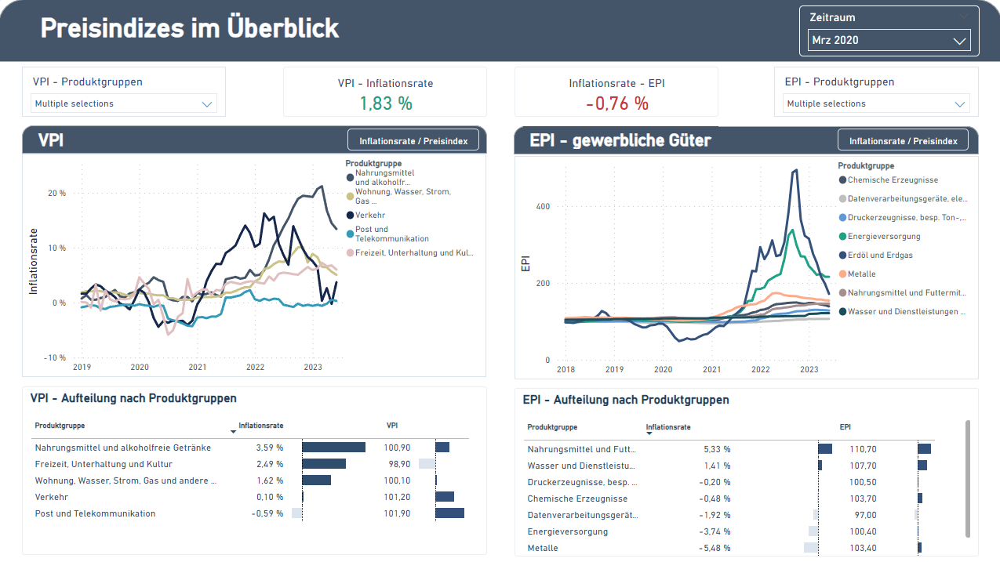 Preisindizes im Überblick
Zeitraum
Mrz 2020
VPI - Produktgruppen
Multiple selections
VPI - Inflationsrate
1,83 %
Inflationsrate - EPI
-0,76 %
EPI - Produktgruppen
Multiple selections
VPI
Inflationsrate / Preisindex
Inflationsrate
20 %
10 %
0 %
-10 %
2019 2020 2021 2022 2023
Produktgruppe
Nahrungsmittel
und alkoholfr...
Wohnung, Wasser, Strom,
Gas ...
Verkehr
Post und
Telekommunikation
Freizeit, Unterhaltung und Kul...
EPI - gewerbliche Güter
Inflationsrate / Preisindex
EPI
400
200
0
2018 2019 2020 2021 2022 2023
Produktgruppe
Chemische Erzeugnisse
Datenverarbeitungsgeräte, ele...
Druckerzeugnisse, besp. Ton-,...
Energieversorgung
Erdöl und Erdgas
Metalle
Nahrungsmittel und Futtermit...
Wasser und Dienstleistungen ...
VPI - Aufteilung nach Produktgruppen
Produktgruppe Inflationsrate VPI
Nahrungsmittel und alkoholfreie Getränke 3,59 % 100,90
Freizeit, Unterhaltung und Kultur 2,49 % 98,90
Wohnung, Wasser, Strom, Gas und andere ... 1,62 % 100,10
Verkehr 0,10 % 101,20
Post und Telekommunikation -0,59 % 101,90
EPI - Aufteilung nach Produktgruppen
Produktgruppe Inflationsrate EPI
Nahrungsmittel und Futt... 5,33 % 110,70
Wasser und Dienstleistu... 1,41 % 107,70
Druckerzeugnisse, besp. ... -0,20 % 100,50
Chemische Erzeugnisse -0,48 % 103,70
Datenverarbeitungsgerät... -1,92 % 97,00
Energieversorgung -3,74 % 100,40
Metalle -5,48 % 103,40